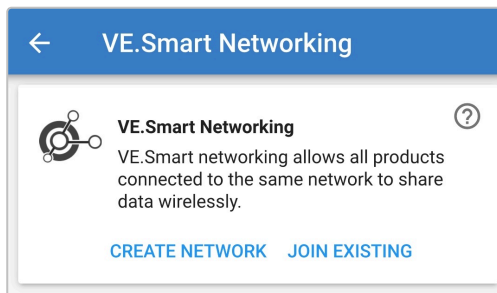 VE.Smart Networking
VE.Smart Networking
VE.Smart networking allows all products
connected to the same network to share
data wirelessly.
CREATE NETWORK JOIN EXISTING